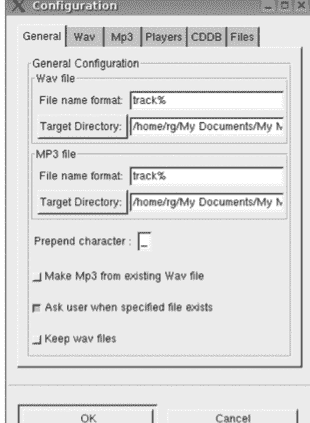 Configuration
General Wav Mp3 Players CDDB Files
General Configuration
Wav file
File name format: track%
Target Directory: /home/rg/My Documents/My M
MP3 file
File name format: track%
Target Directory: /home/rg/My Documents/My M
Prepend character : _
Make Mp3 from existing Wav file
Ask user when specified file exists
Keep wav files
OK Cancel